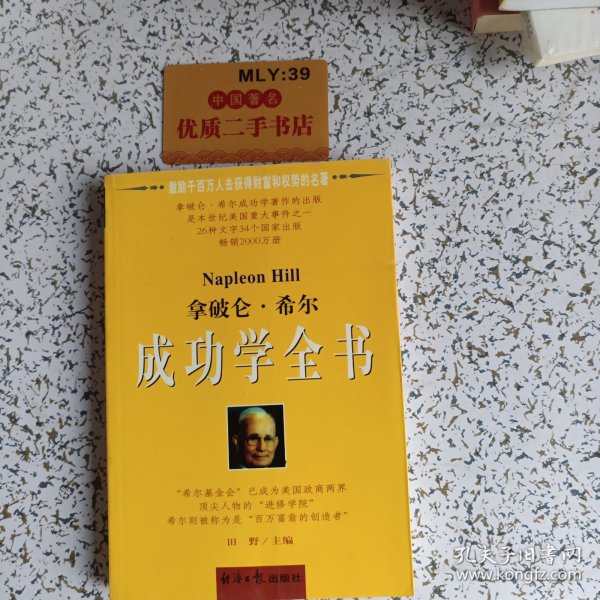 MLY:39
中国著名
优质二手书店
激励千百万人去获得财富和权势的名著
拿破仑·希尔成功学著作的出版
是本世纪美国重大事件之一
26种文字34个国家出版
畅销2000万册
Napleon Hill
拿破仑·希尔
成功学全书
“希尔基金会”已成为美国政商两界
顶尖人物的“进修学院”
希尔则被称为是“百万富翁的创造者”
田 野/主编
经济日报出版社
孔夫子旧书网
www.kongfz.com